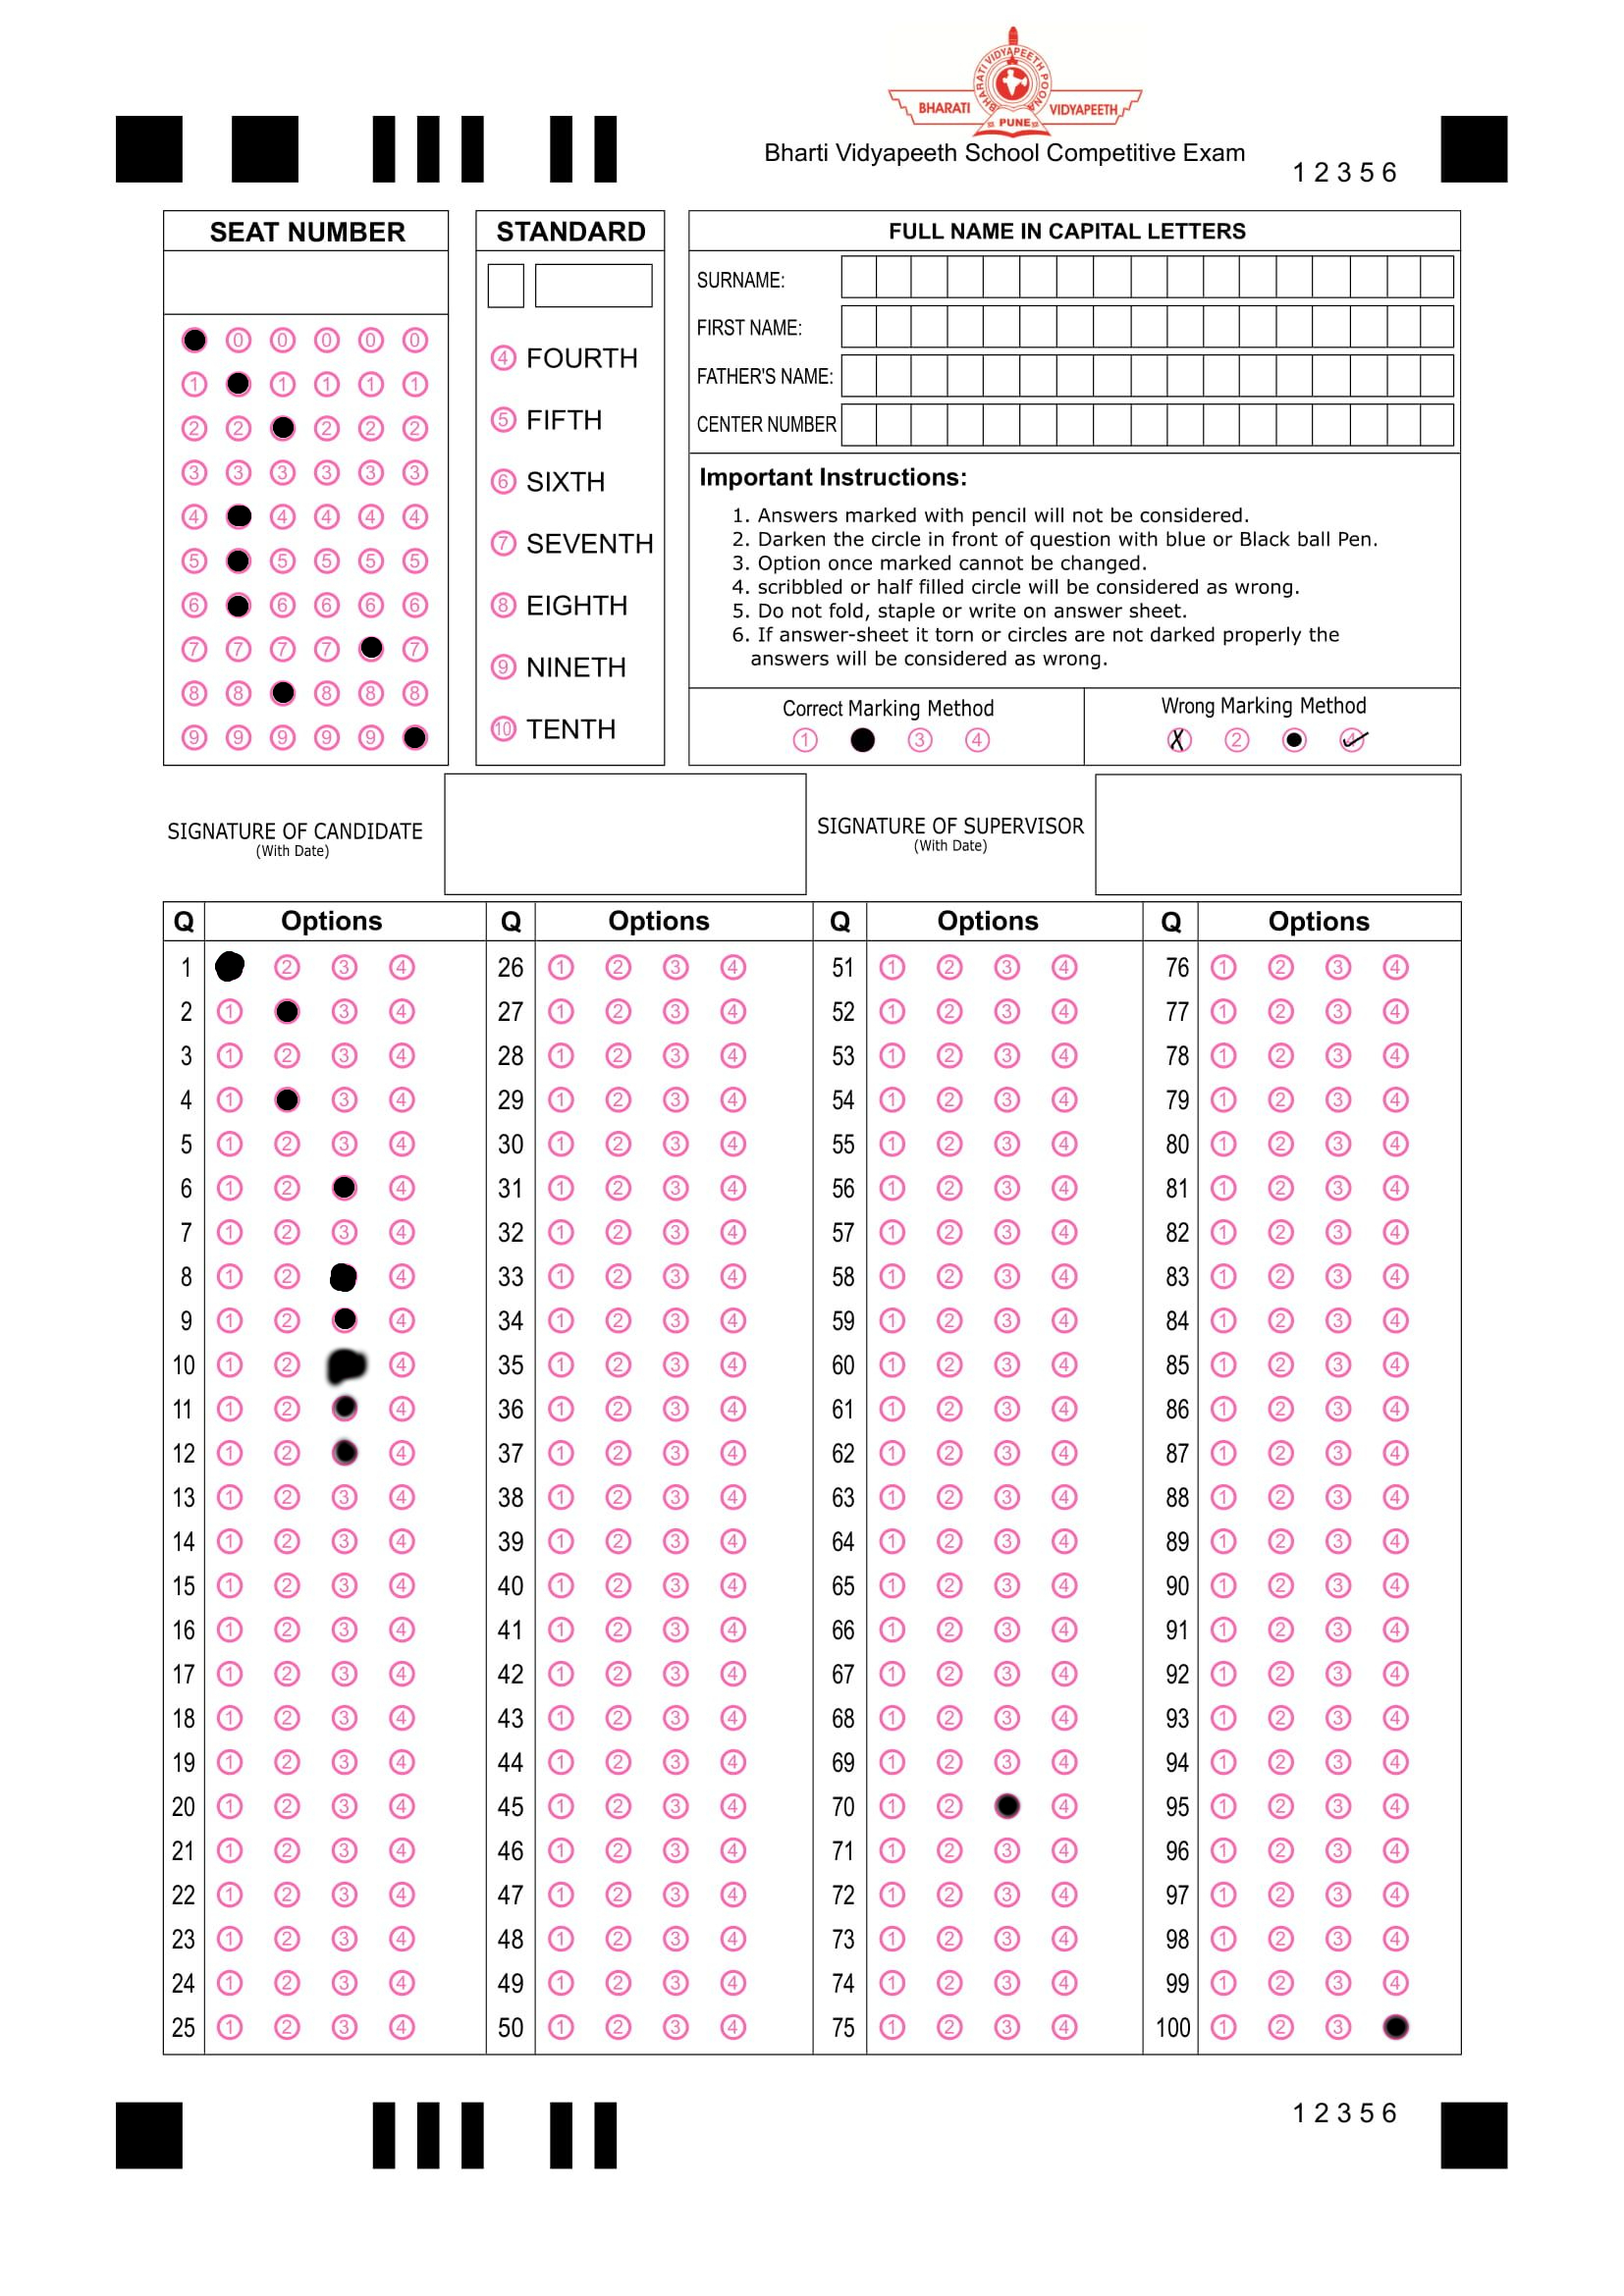 BHARATI VIDYAPEETH POONA
BHARATI VIDYAPEETH
PUNE
Bharti Vidyapeeth School Competitive Exam
1 2 3 5 6
SEAT NUMBER
0 0 0 0 0
1 1 1 1 1
2 2 2 2 2
3 3 3 3 3 3
4 4 4 4 4
5 5 5 5 5
6 6 6 6 6
7 7 7 7 7
8 8 8 8 8
9 9 9 9 9
STANDARD
4 FOURTH
5 FIFTH
6 SIXTH
7 SEVENTH
8 EIGHTH
9 NINETH
10 TENTH
FULL NAME IN CAPITAL LETTERS
SURNAME:
FIRST NAME:
FATHER'S NAME:
CENTER NUMBER
Important Instructions:
1. Answers marked with pencil will not be considered.
2. Darken the circle in front of question with blue or Black ball Pen.
3. Option once marked cannot be changed.
4. scribbled or half filled circle will be considered as wrong.
5. Do not fold, staple or write on answer sheet.
6. If answer-sheet it torn or circles are not darked properly the
answers will be considered as wrong.
Correct Marking Method
1 3 4
Wrong Marking Method
2
SIGNATURE OF CANDIDATE
(With Date)
SIGNATURE OF SUPERVISOR
(With Date)
Q Options Q Options Q Options Q Options
1 2 3 4 26 1 2 3 4 51 1 2 3 4 76 1 2 3 4
2 1 3 4 27 1 2 3 4 52 1 2 3 4 77 1 2 3 4
3 1 2 3 4 28 1 2 3 4 53 1 2 3 4 78 1 2 3 4
4 1 3 4 29 1 2 3 4 54 1 2 3 4 79 1 2 3 4
5 1 2 3 4 30 1 2 3 4 55 1 2 3 4 80 1 2 3 4
6 1 2 4 31 1 2 3 4 56 1 2 3 4 81 1 2 3 4
7 1 2 3 4 32 1 2 3 4 57 1 2 3 4 82 1 2 3 4
8 1 2 4 33 1 2 3 4 58 1 2 3 4 83 1 2 3 4
9 1 2 4 34 1 2 3 4 59 1 2 3 4 84 1 2 3 4
10 1 2 4 35 1 2 3 4 60 1 2 3 4 85 1 2 3 4
11 1 2 4 36 1 2 3 4 61 1 2 3 4 86 1 2 3 4
12 1 2 4 37 1 2 3 4 62 1 2 3 4 87 1 2 3 4
13 1 2 3 4 38 1 2 3 4 63 1 2 3 4 88 1 2 3 4
14 1 2 3 4 39 1 2 3 4 64 1 2 3 4 89 1 2 3 4
15 1 2 3 4 40 1 2 3 4 65 1 2 3 4 90 1 2 3 4
16 1 2 3 4 41 1 2 3 4 66 1 2 3 4 91 1 2 3 4
17 1 2 3 4 42 1 2 3 4 67 1 2 3 4 92 1 2 3 4
18 1 2 3 4 43 1 2 3 4 68 1 2 3 4 93 1 2 3 4
19 1 2 3 4 44 1 2 3 4 69 1 2 3 4 94 1 2 3 4
20 1 2 3 4 45 1 2 3 4 70 1 2 4 95 1 2 3 4
21 1 2 3 4 46 1 2 3 4 71 1 2 3 4 96 1 2 3 4
22 1 2 3 4 47 1 2 3 4 72 1 2 3 4 97 1 2 3 4
23 1 2 3 4 48 1 2 3 4 73 1 2 3 4 98 1 2 3 4
24 1 2 3 4 49 1 2 3 4 74 1 2 3 4 99 1 2 3 4
25 1 2 3 4 50 1 2 3 4 75 1 2 3 4 100 1 2 3
1 2 3 5 6